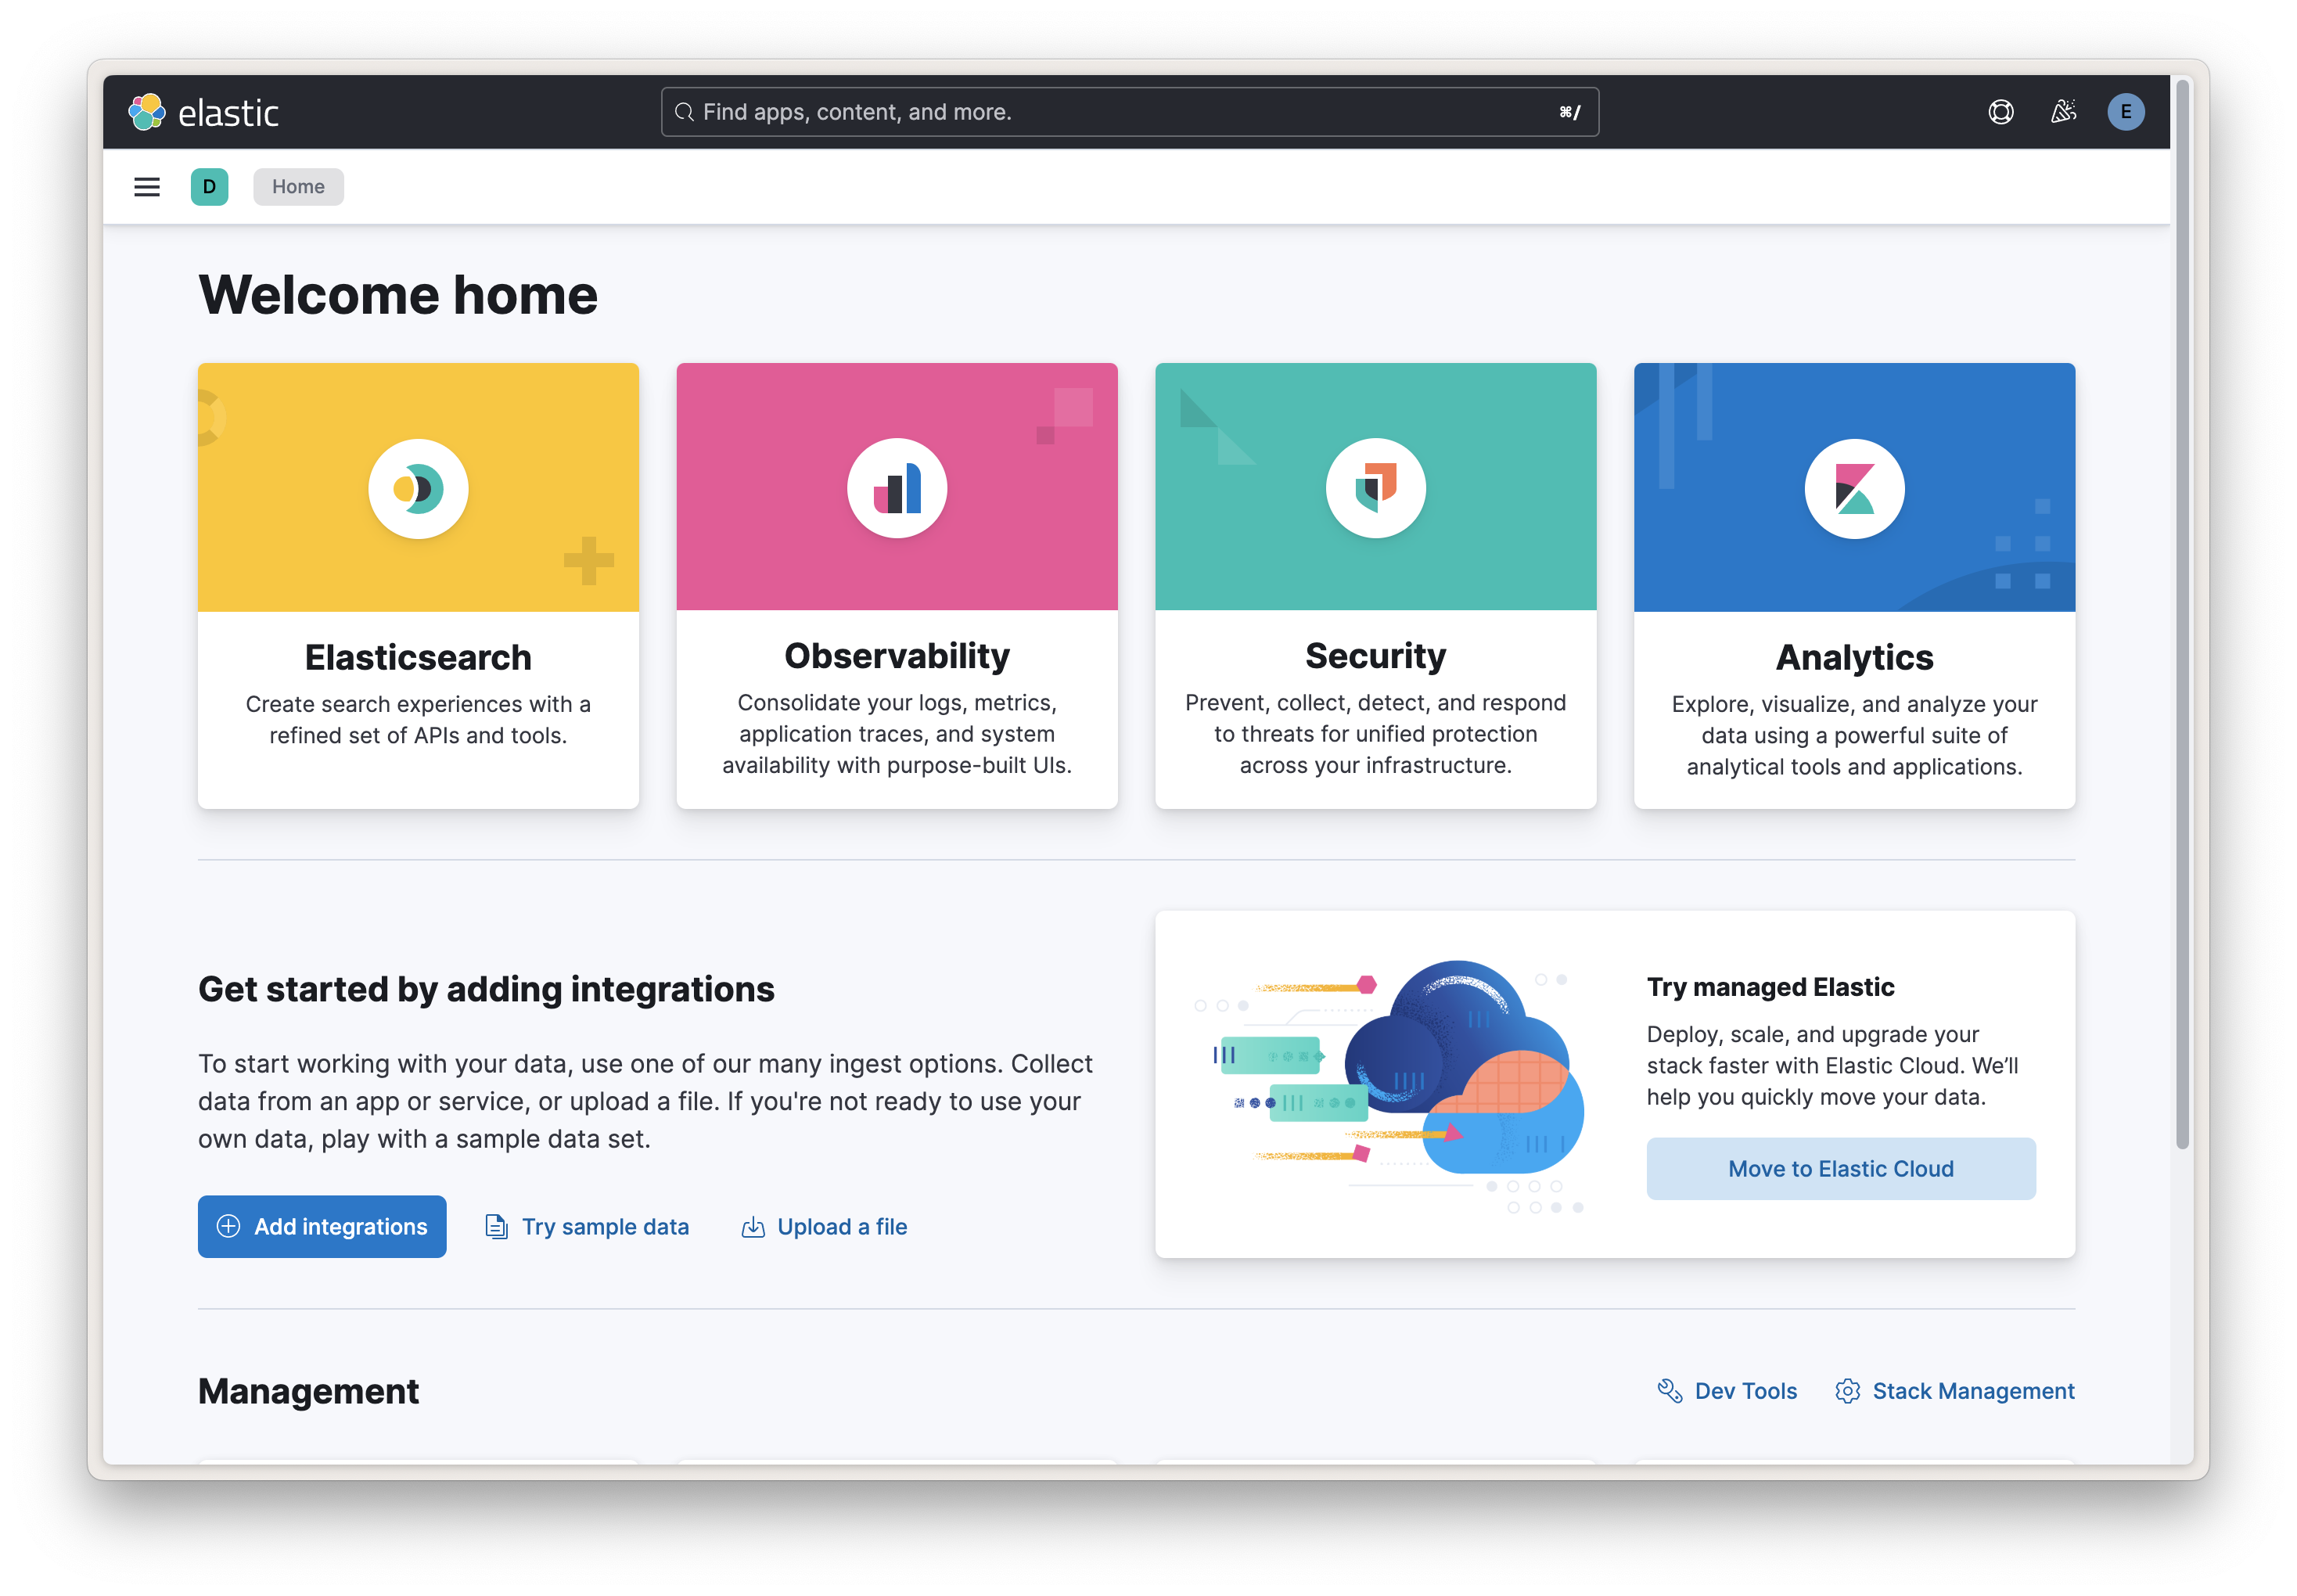 elastic
Find apps, content, and more.
⌘/
E
D
Home
Welcome home
Elasticsearch
Create search experiences with a
refined set of APIs and tools.
Observability
Consolidate your logs, metrics,
application traces, and system
availability with purpose-built UIs.
Security
Prevent, collect, detect, and respond
to threats for unified protection
across your infrastructure.
Analytics
Explore, visualize, and analyze your
data using a powerful suite of
analytical tools and applications.
Get started by adding integrations
To start working with your data, use one of our many ingest options. Collect
data from an app or service, or upload a file. If you're not ready to use your
own data, play with a sample data set.
Add integrations
Try sample data
Upload a file
Try managed Elastic
Deploy, scale, and upgrade your
stack faster with Elastic Cloud. We’ll
help you quickly move your data.
Move to Elastic Cloud
Management
Dev Tools
Stack Management